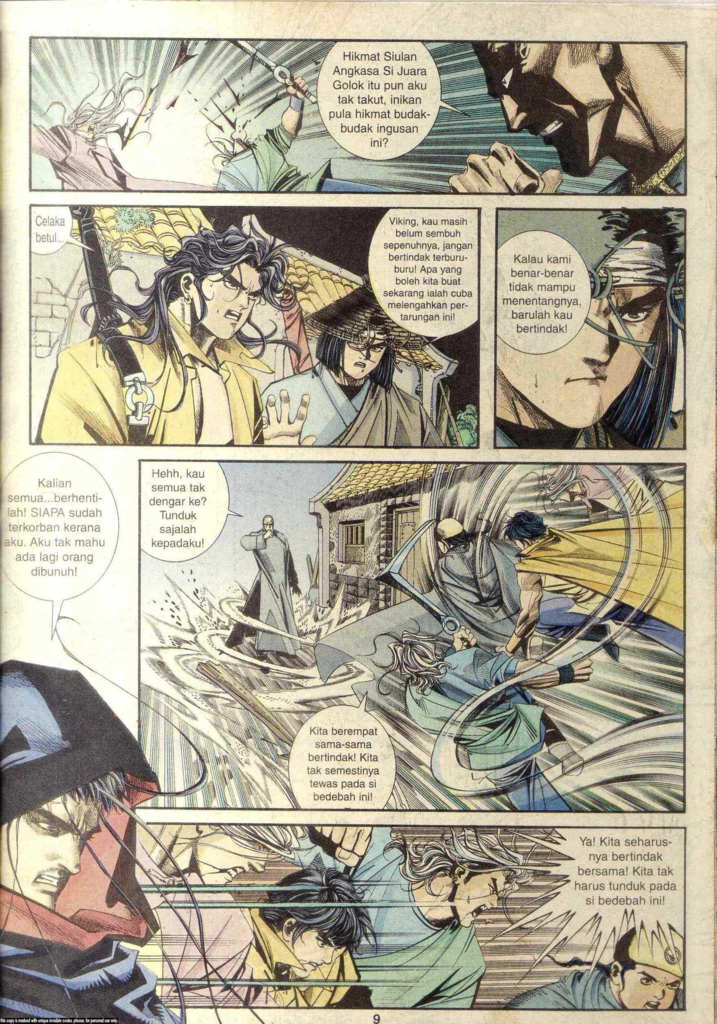 Hikmat Siulan
Angkasa Si Juara
Golok itu pun aku
tak takut, inikan
pula hikmat budak-
budak ingusan
ini?
Celaka
betul...
Viking, kau masih
belum sembuh
sepenuhnya, jangan
bertindak terburu-
buru! Apa yang
boleh kita buat
sekarang ialah cuba
melengahkan per-
tarungan ini!
Kalau kami
benar-benar
tidak mampu
menentangnya,
barulah kau
bertindak!
Kalian
semua...berhenti-
lah! SIAPA sudah
terkorban kerana
aku. Aku tak mahu
ada lagi orang
dibunuh!
Hehh, kau
semua tak
dengar ke?
Tunduk
sajalah
kepadaku!
Kita berempat
sama-sama
bertindak! Kita
tak semestinya
tewas pada si
bedebah ini!
Ya! Kita seharus-
nya bertindak
bersama! Kita tak
harus tunduk pada
si bedebah ini!
9